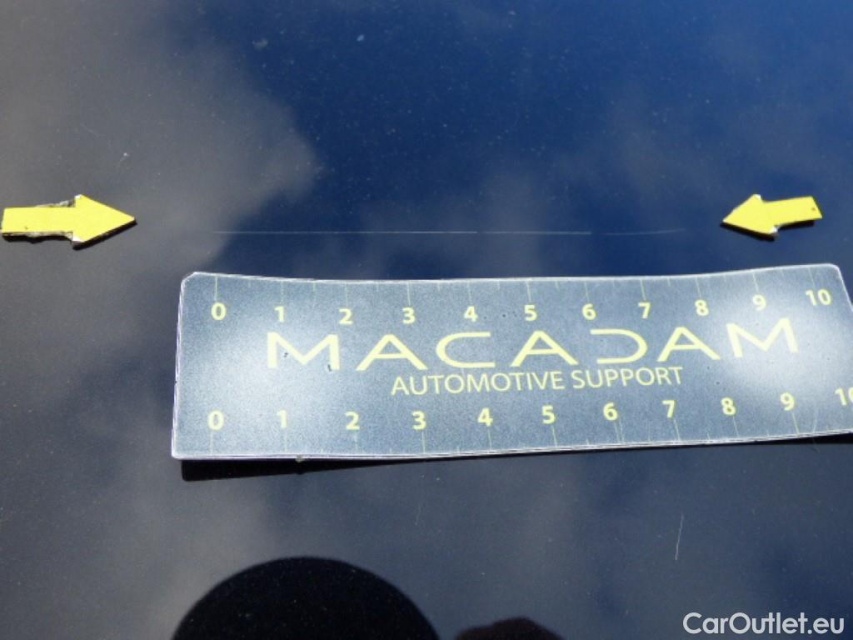 0 1 2 3 4 5 6 7 8 9 10
MACADAM
AUTOMOTIVE SUPPORT
0 1 2 3 4 5 6 7 8 9 10
CarOutlet.eu